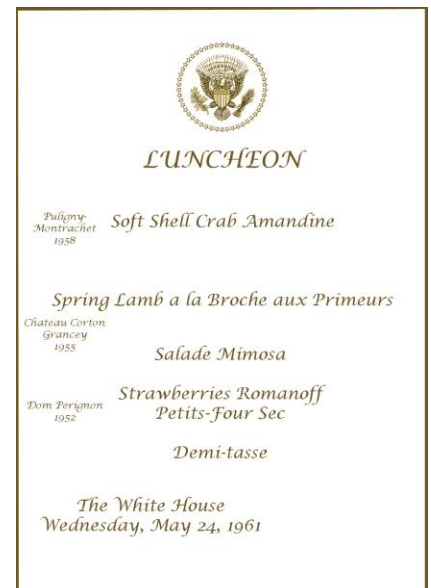 LUNCHEON
Puligny-
Montrachet
1958
Soft Shell Crab Amandine
Spring Lamb a la Broche aux Primeurs
Chateau Corton
Grancey
1955
Salade Mimosa
Dom Perignon
1952
Strawberries Romanoff
Petits-Four Sec
Demi-tasse
The White House
Wednesday, May 24, 1961